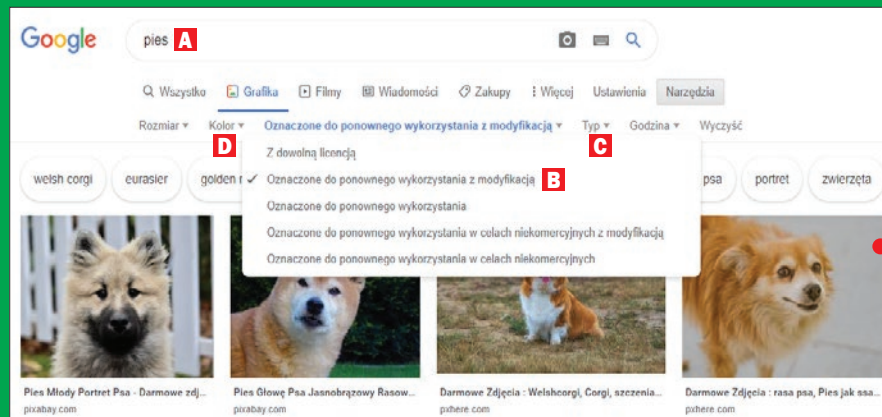 Google pies A
Wszystko Grafika Filmy Wiadomości Zakupy Więcej Ustawienia Narzędzia
Rozmiar Kolor Oznaczone do ponownego wykorzystania z modyfikacją Typ Godzina Wyczyść
D C
Z dowolną licencją
welsh corgi eurasier golden Oznaczone do ponownego wykorzystania z modyfikacją B psa portret zwierzęta
Oznaczone do ponownego wykorzystania
Oznaczone do ponownego wykorzystania w celach niekomercyjnych z modyfikacją
Oznaczone do ponownego wykorzystania w celach niekomercyjnych
Pies Młody Portret Psa - Darmowe zdj... Pies Głowę Psa Jasnobrązowy Rasow... Darmowe Zdjęcia : Welshcorgi, Corgi, szczenia... Darmowe Zdjęcia : rasa psa, Pies jak ssa...
pixabay.com pixabay.com pxhere.com pxhere.com